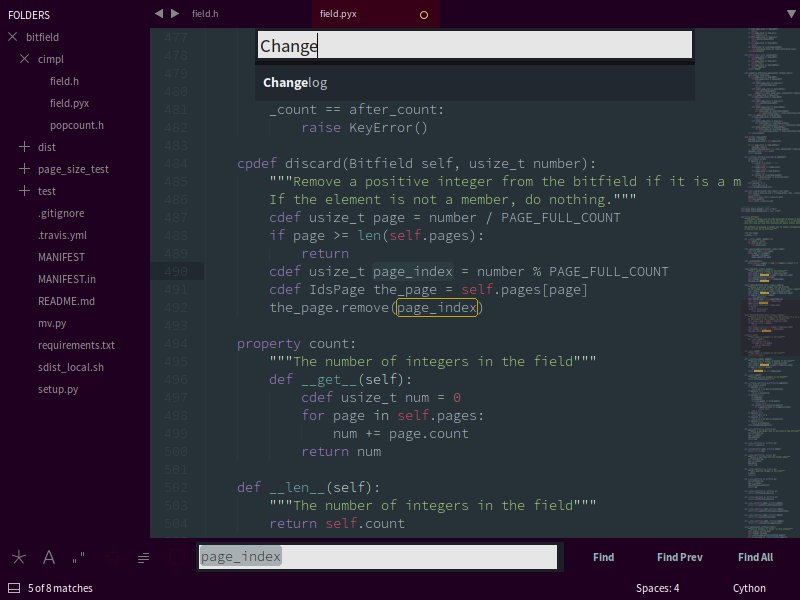 FOLDERS
bitfield
cimpl
field.h
field.pyx
popcount.h
dist
page_size_test
test
.gitignore
.travis.yml
MANIFEST
MANIFEST.in
README.md
mv.py
requirements.txt
sdist_local.sh
setup.py
field.h
field.pyx
Change
Changelog
477
478
479
480
481 _count == after_count:
482 raise KeyError()
483
484 cpdef discard(Bitfield self, usize_t number):
485 """Remove a positive integer from the bitfield if it is a m
486 If the element is not a member, do nothing."""
487 cdef usize_t page = number / PAGE_FULL_COUNT
488 if page >= len(self.pages):
489 return
490 cdef usize_t page_index = number % PAGE_FULL_COUNT
491 cdef IdsPage the_page = self.pages[page]
492 the_page.remove(page_index)
493
494 property count:
495 """The number of integers in the field"""
496 def __get__(self):
497 cdef usize_t num = 0
498 for page in self.pages:
499 num += page.count
500 return num
501
502 def __len__(self):
503 """The number of integers in the field"""
504 return self.count
page_index
Find
Find Prev
Find All
5 of 8 matches
Spaces: 4
Cython